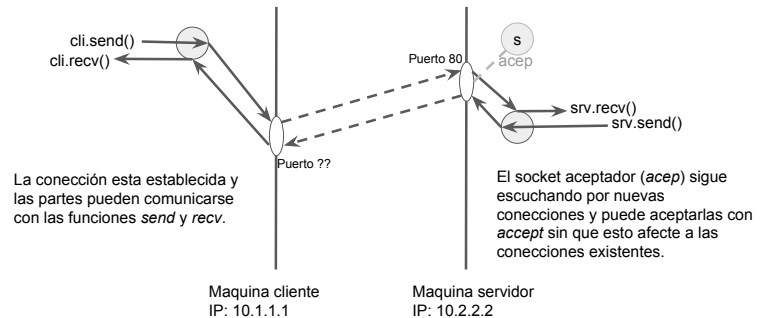 cli.send()
cli.recv()
Puerto 80
s
acep
srv.recv()
srv.send()
Puerto ??
La conección esta establecida y
las partes pueden comunicarse
con las funciones send y recv.
El socket aceptador (acep) sigue
escuchando por nuevas
conecciones y puede aceptarlas con
accept sin que esto afecte a las
conecciones existentes.
Maquina cliente
IP: 10.1.1.1
Maquina servidor
IP: 10.2.2.2